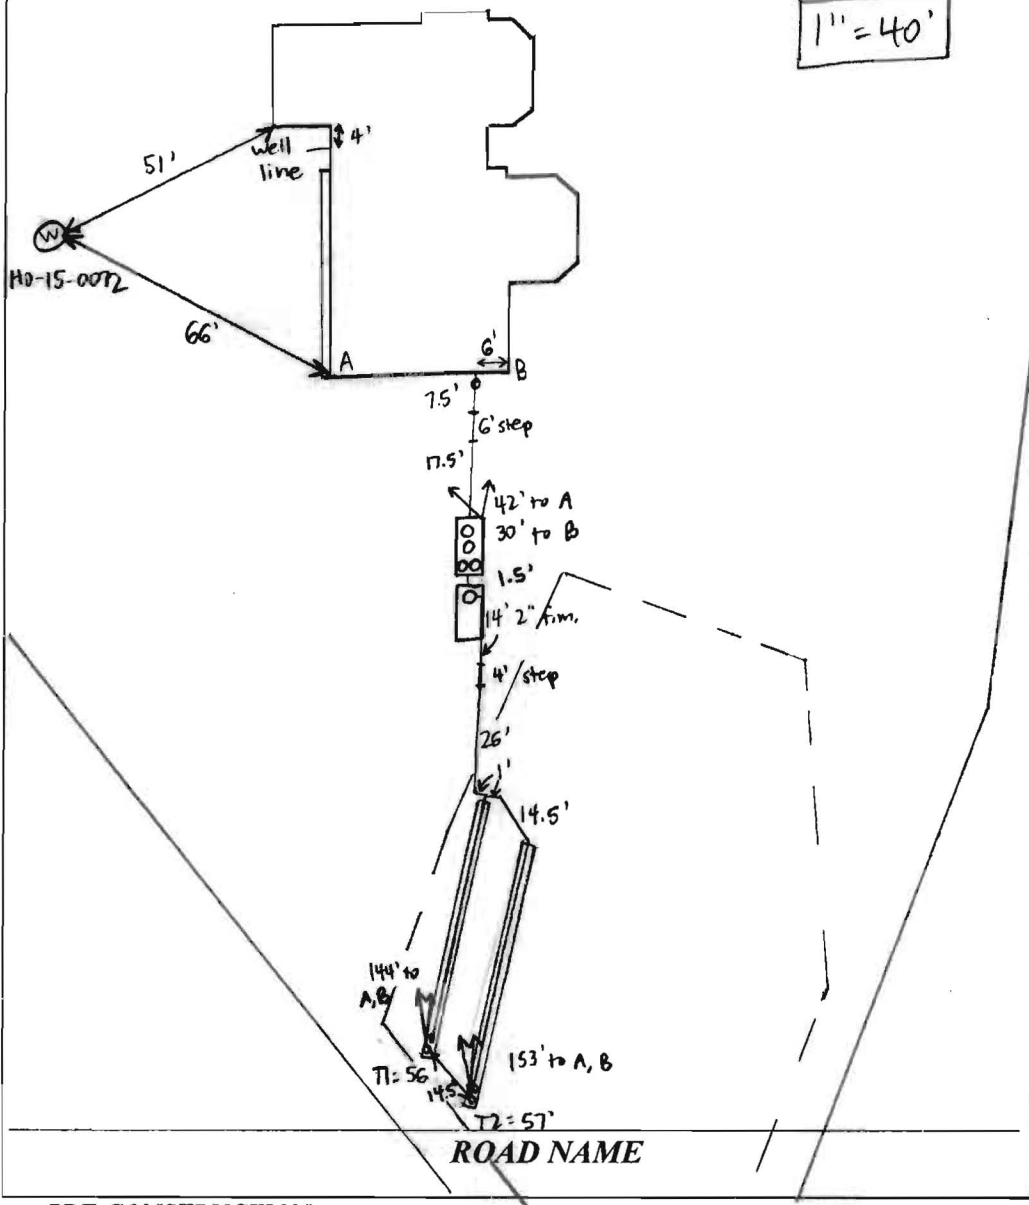 1" = 40'
4'
well
line
51'
W
HO-15-0072
66'
A
6'
B
7.5'
6' step
17.5'
42' to A
30' to B
1.5'
14' 2" f.m.
4' step
26'
1'
14.5'
144' to
A,B
153' to A, B
T1=56
14.5
T2=57'
ROAD NAME